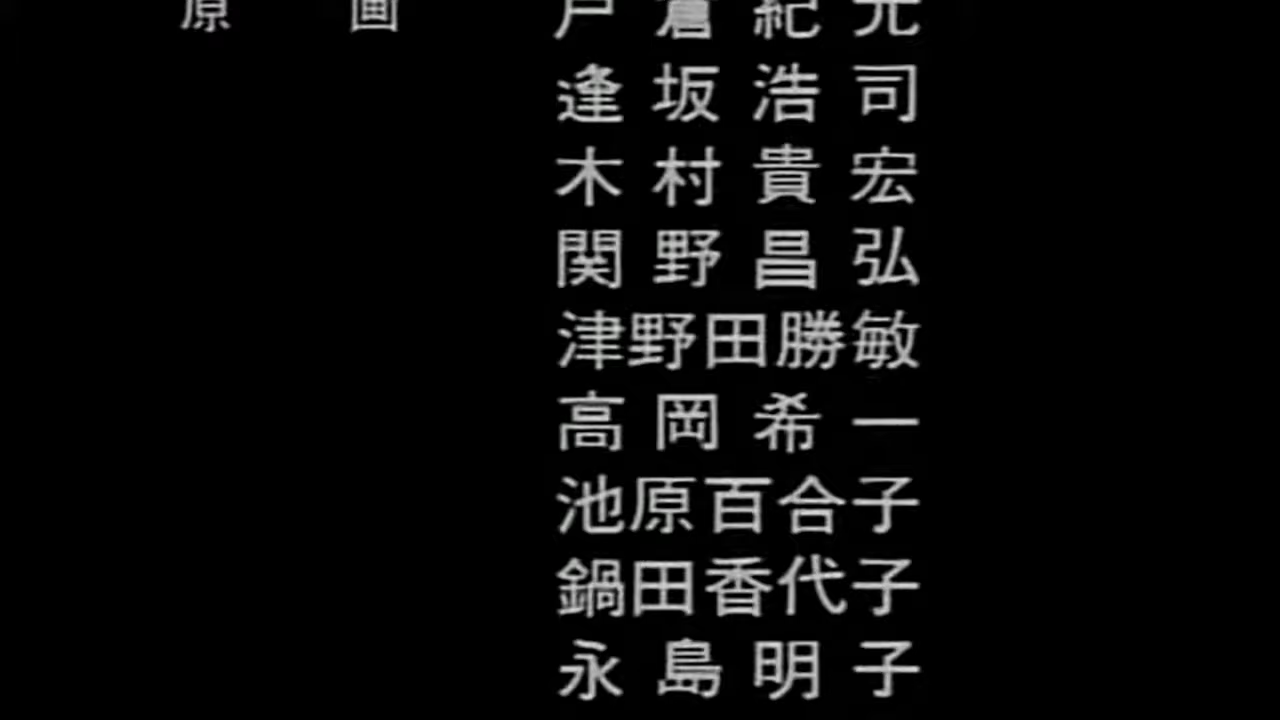 原画 戸倉紀元
逢坂浩司
木村貴宏
関野昌弘
津野田勝敏
高岡希一
池原百合子
鍋田香代子
永島明子